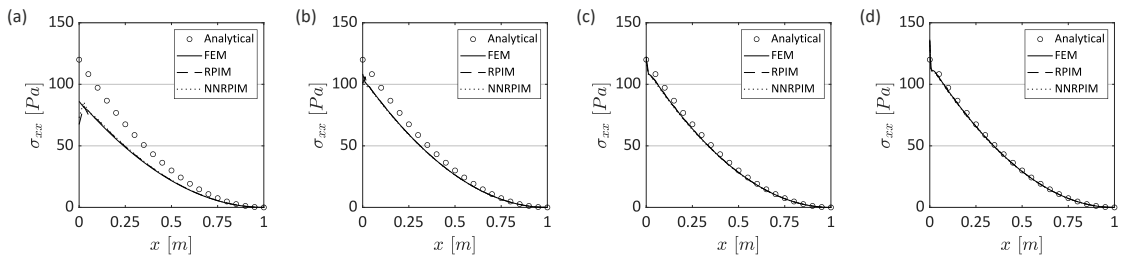 (a)
150
100
50
0
σxx [Pa]
Analytical
FEM
RPIM
NNRPIM
0 0.25 0.5 0.75 1
x [m]
(b)
150
100
50
0
σxx [Pa]
Analytical
FEM
RPIM
NNRPIM
0 0.25 0.5 0.75 1
x [m]
(c)
150
100
50
0
σxx [Pa]
Analytical
FEM
RPIM
NNRPIM
0 0.25 0.5 0.75 1
x [m]
(d)
150
100
50
0
σxx [Pa]
Analytical
FEM
RPIM
NNRPIM
0 0.25 0.5 0.75 1
x [m]